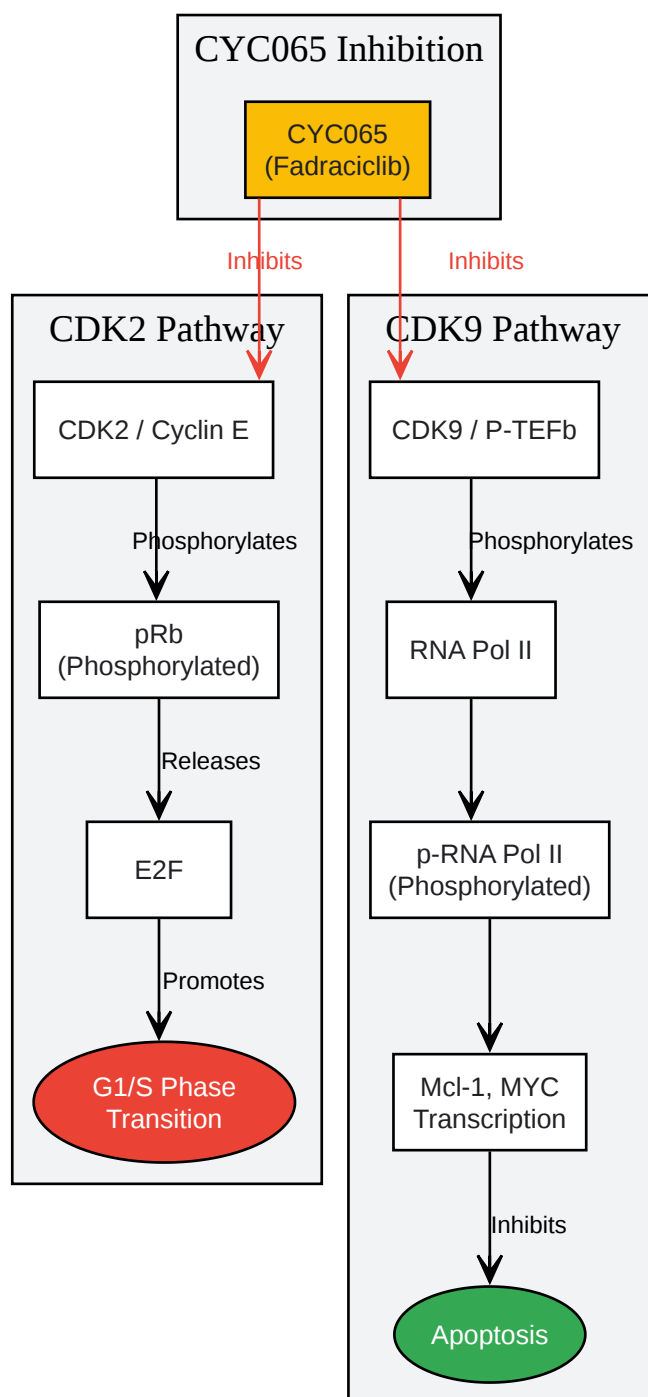 CYC065 Inhibition
CYC065
(Fadraciclib)
Inhibits
Inhibits
CDK2 Pathway
CDK2 / Cyclin E
Phosphorylates
pRb
(Phosphorylated)
Releases
E2F
Promotes
G1/S Phase
Transition
CDK9 Pathway
CDK9 / P-TEFb
Phosphorylates
RNA Pol II
p-RNA Pol II
(Phosphorylated)
Mcl-1, MYC
Transcription
Inhibits
Apoptosis